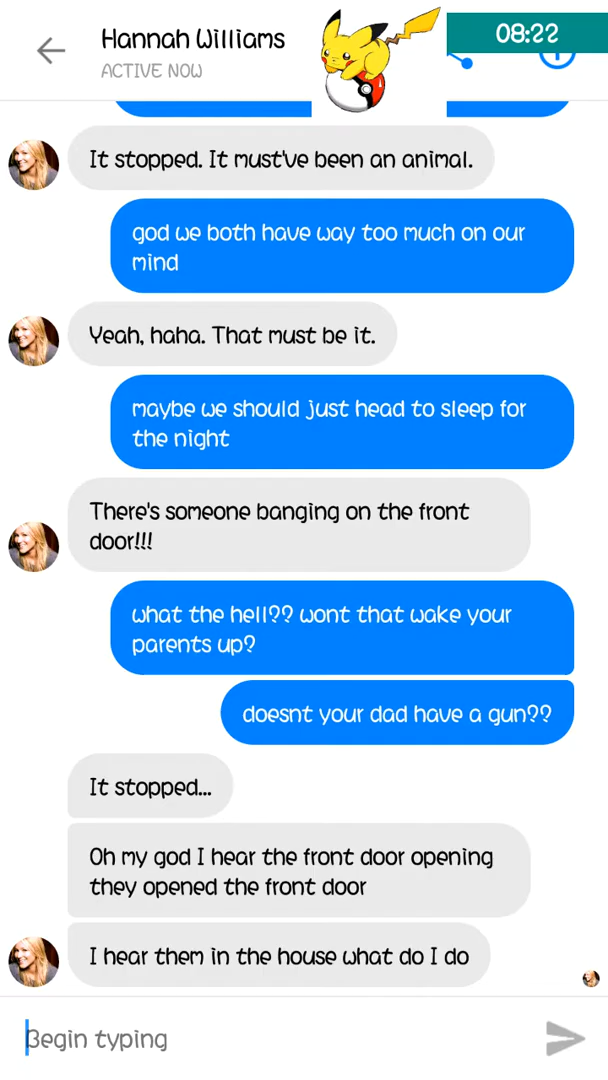 Hannah Williams
08:22
ACTIVE NOW
It stopped. It must've been an animal.
god we both have way too much on our
mind
Yeah, haha. That must be it.
maybe we should just head to sleep for
the night
There's someone banging on the front
door!!!
what the hell?? wont that wake your
parents up?
doesnt your dad have a gun??
It stopped...
Oh my god I hear the front door opening
they opened the front door
I hear them in the house what do I do
Begin typing